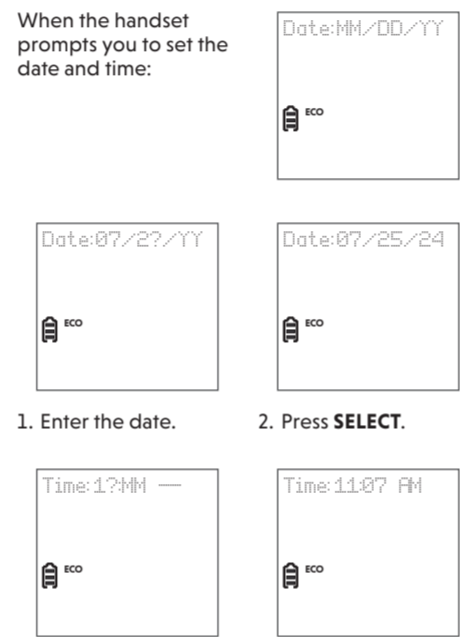 When the handset
prompts you to set the
date and time:
Date:MM/DD/YY
ECO
Date:07/2?/YY
ECO
Date:07/25/24
ECO
1. Enter the date.
2. Press SELECT.
Time:1?:MM —
ECO
Time:11:07 AM
ECO